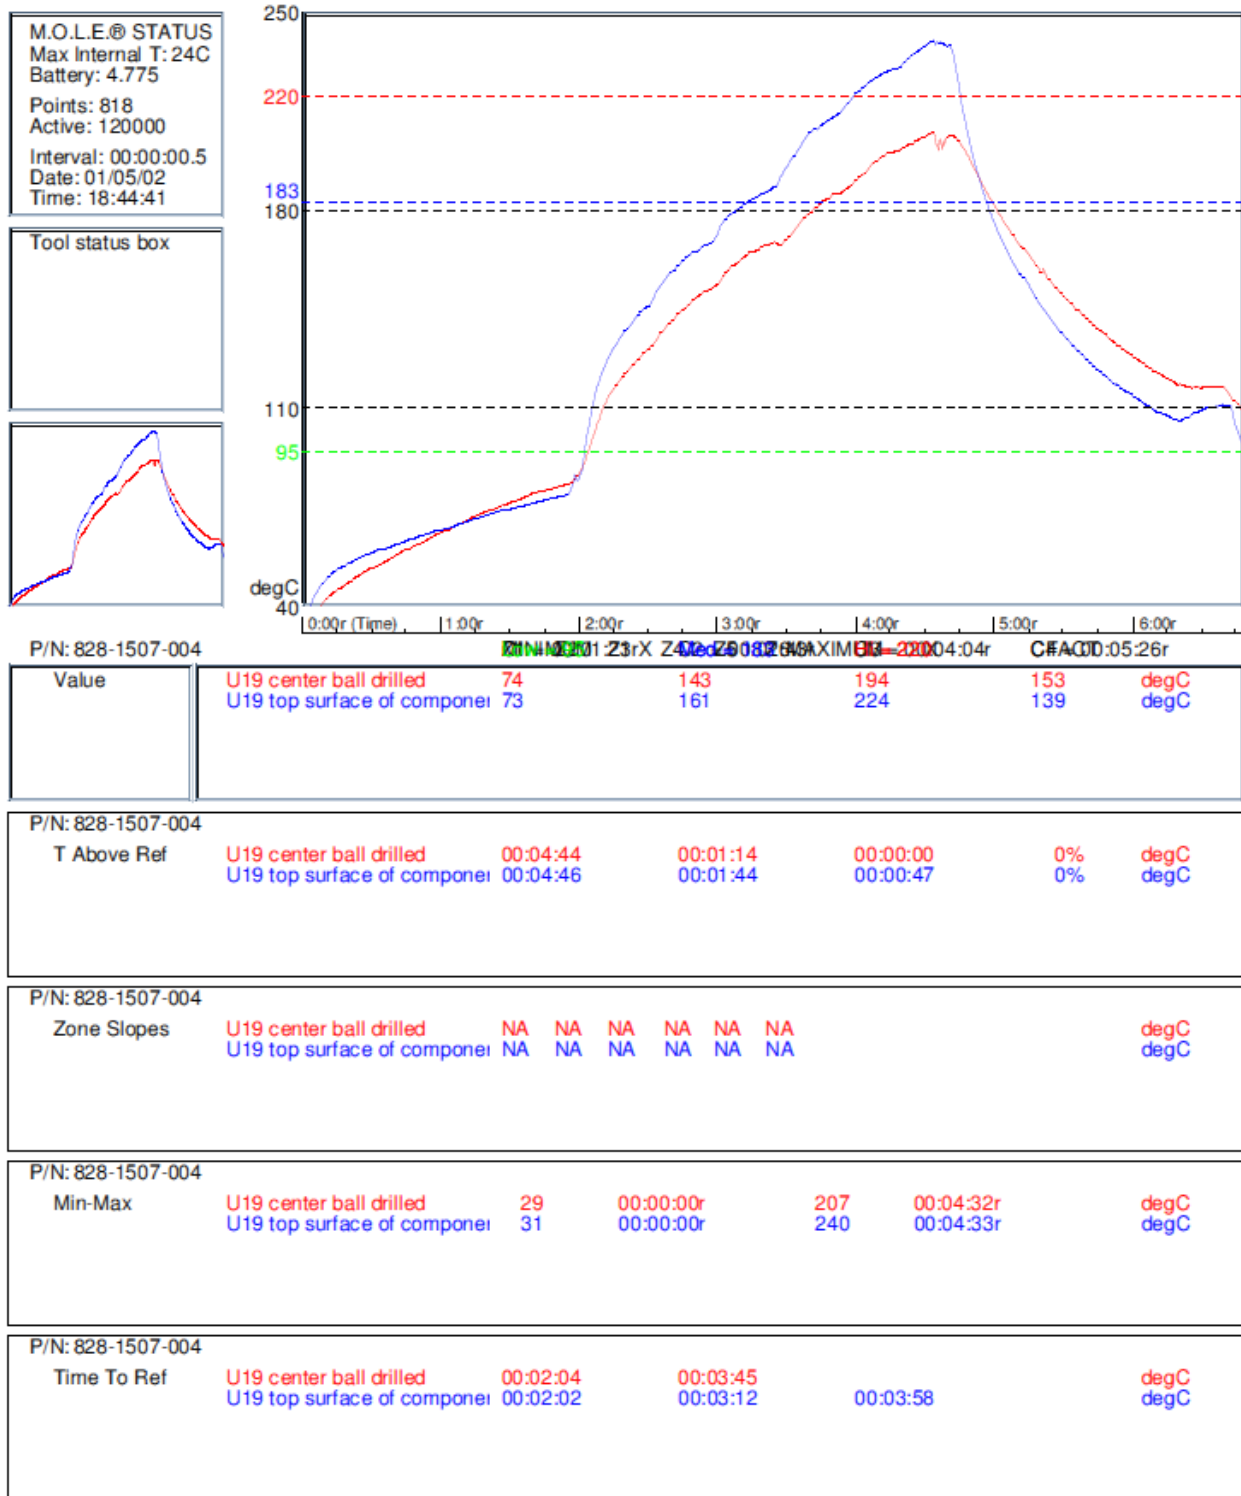 M.O.L.E.® STATUS
Max Internal T: 24C
Battery: 4.775
Points: 818
Active: 120000
Interval: 00:00:00.5
Date: 01/05/02
Time: 18:44:41
Tool status box
250
220
183
180
110
95
degC
40
0:00r (Time) 1:00r 2:00r 3:00r 4:00r 5:00r 6:00r
P/N: 828-1507-004
Value U19 center ball drilled 74 143 194 153 degC
U19 top surface of componer 73 161 224 139 degC
P/N: 828-1507-004
T Above Ref U19 center ball drilled 00:04:44 00:01:14 00:00:00 0% degC
U19 top surface of componer 00:04:46 00:01:44 00:00:47 0% degC
P/N: 828-1507-004
Zone Slopes U19 center ball drilled NA NA NA NA NA NA degC
U19 top surface of componer NA NA NA NA NA NA degC
P/N: 828-1507-004
Min-Max U19 center ball drilled 29 00:00:00r 207 00:04:32r degC
U19 top surface of componer 31 00:00:00r 240 00:04:33r degC
P/N: 828-1507-004
Time To Ref U19 center ball drilled 00:02:04 00:03:45 degC
U19 top surface of componer 00:02:02 00:03:12 00:03:58 degC